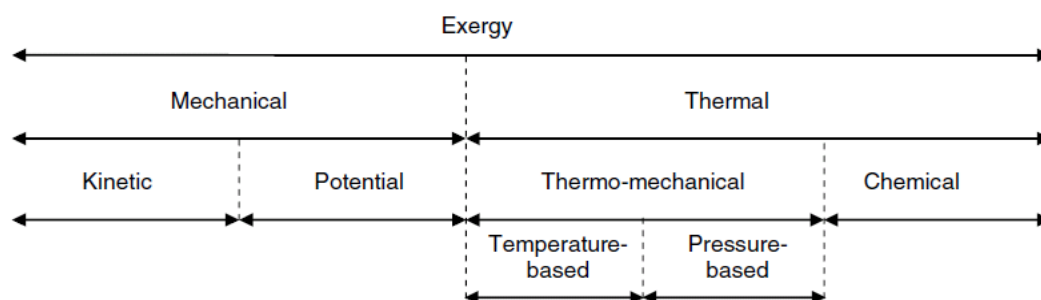 Exergy
Mechanical Thermal
Kinetic Potential Thermo-mechanical Chemical
Temperature- Pressure-
based based